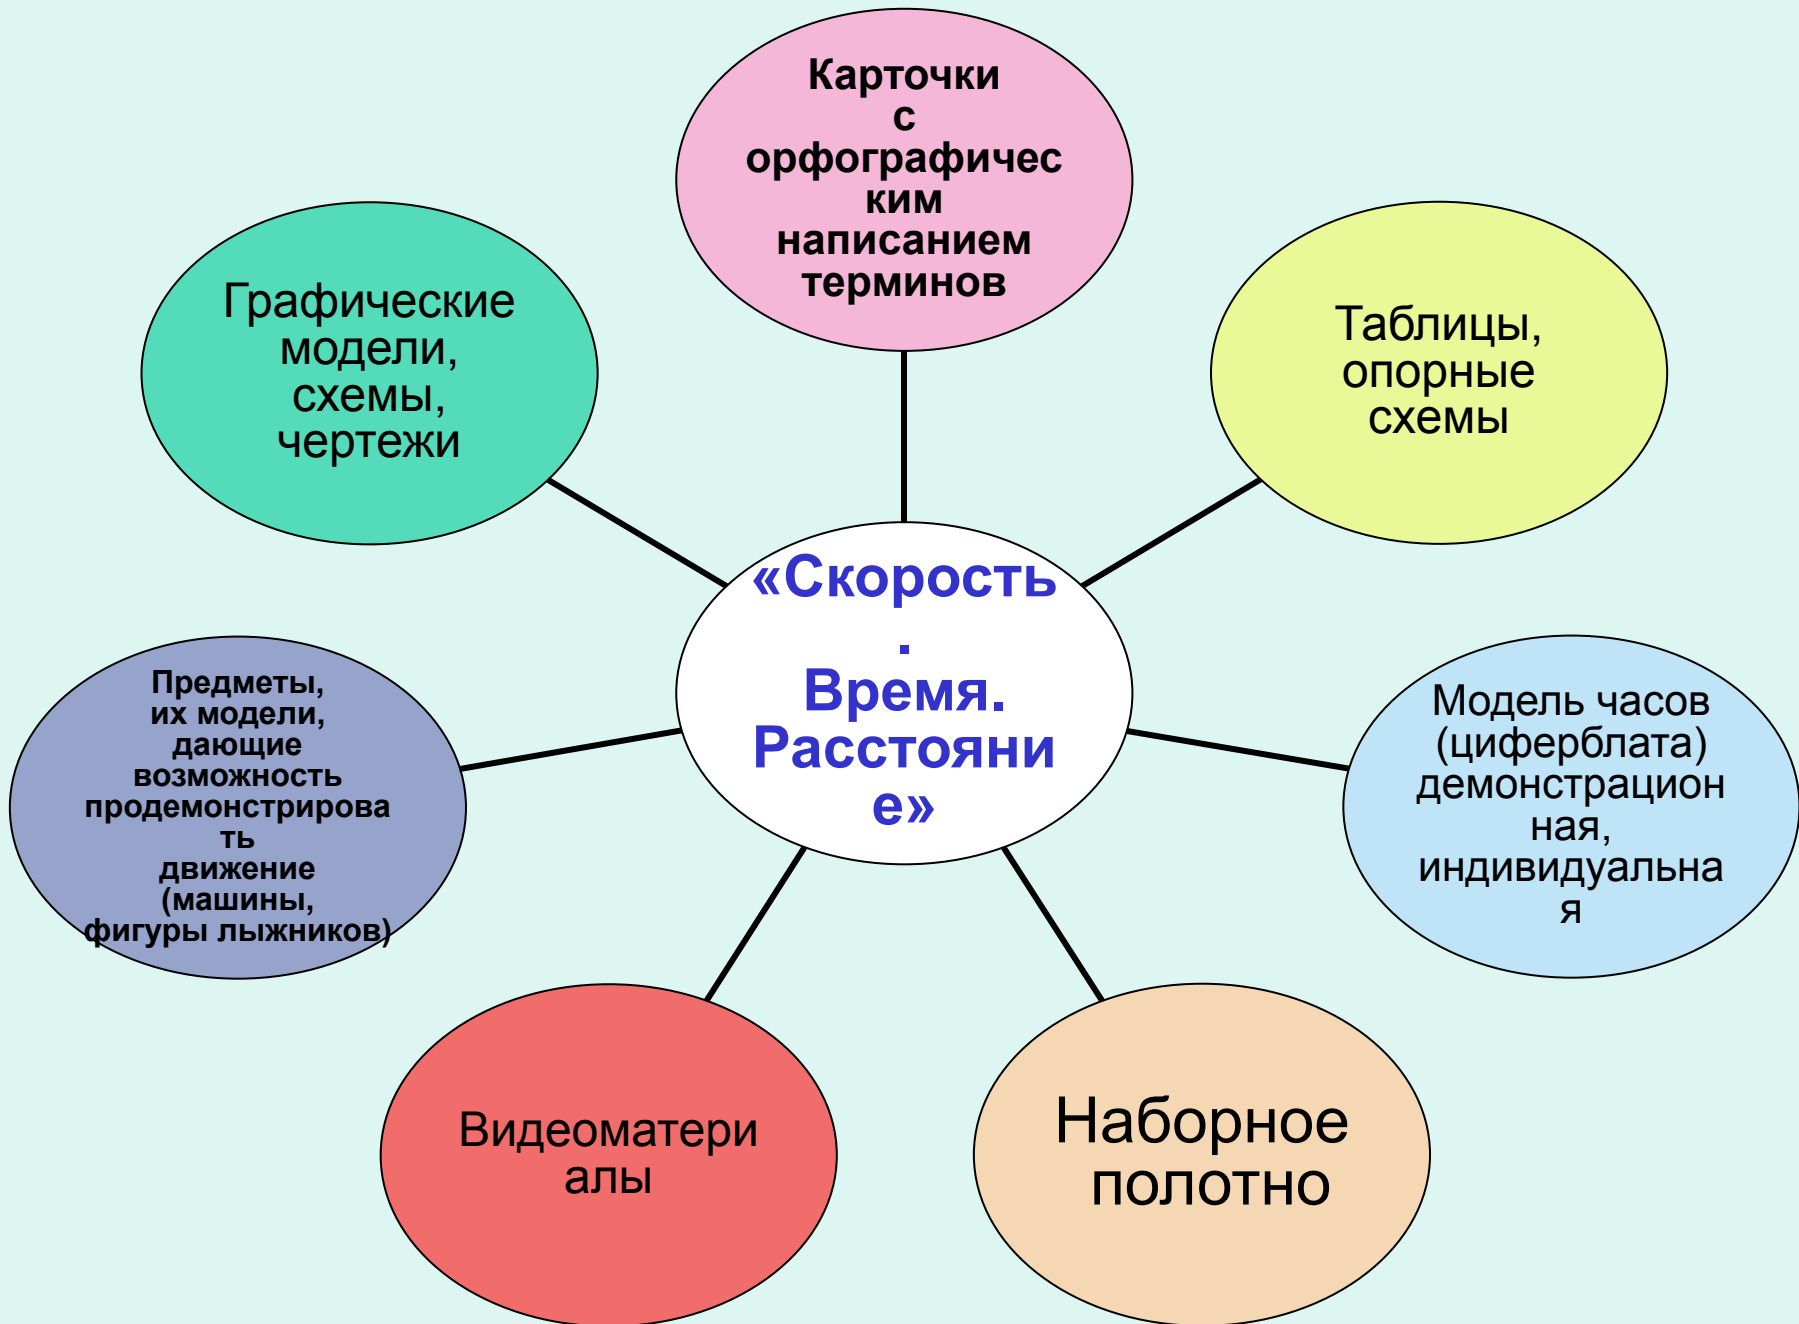 Карточки
с
орфографичес
ким
написанием
терминов
Графические
модели,
схемы,
чертежи
Таблицы,
опорные
схемы
«Скорость
.
Время.
Расстояни
е»
Предметы,
их модели,
дающие
возможность
продемонстрирова
ть
движение
(машины,
фигуры лыжников)
Модель часов
(циферблата)
демонстрацион
ная,
индивидуальна
я
Видеоматери
алы
Наборное
полотно